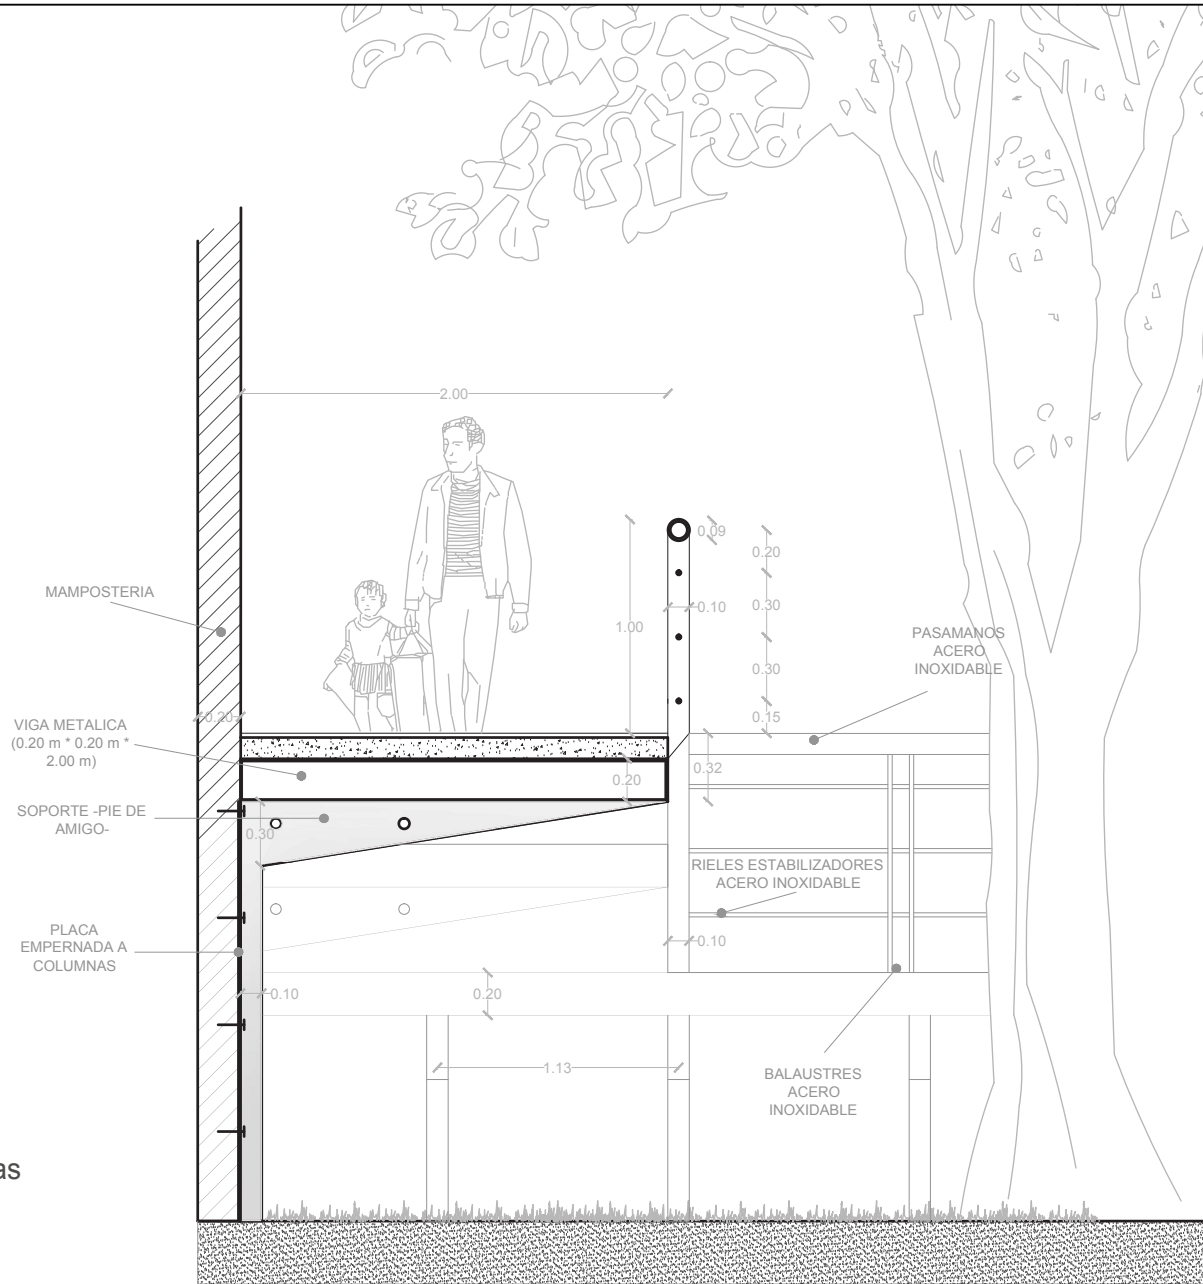 2.00
0.09
0.20
MAMPOSTERIA
0.10
0.30
1.00
PASAMANOS
ACERO
INOXIDABLE
0.30
0.20
0.15
VIGA METALICA
(0.20 m * 0.20 m *
2.00 m)
0.20
0.32
SOPORTE -PIE DE
AMIGO-
0.30
RIELES ESTABILIZADORES
ACERO INOXIDABLE
PLACA
EMPERNADA A
COLUMNAS
0.10
0.10
0.20
1.13
BALAUSTRES
ACERO
INOXIDABLE
as